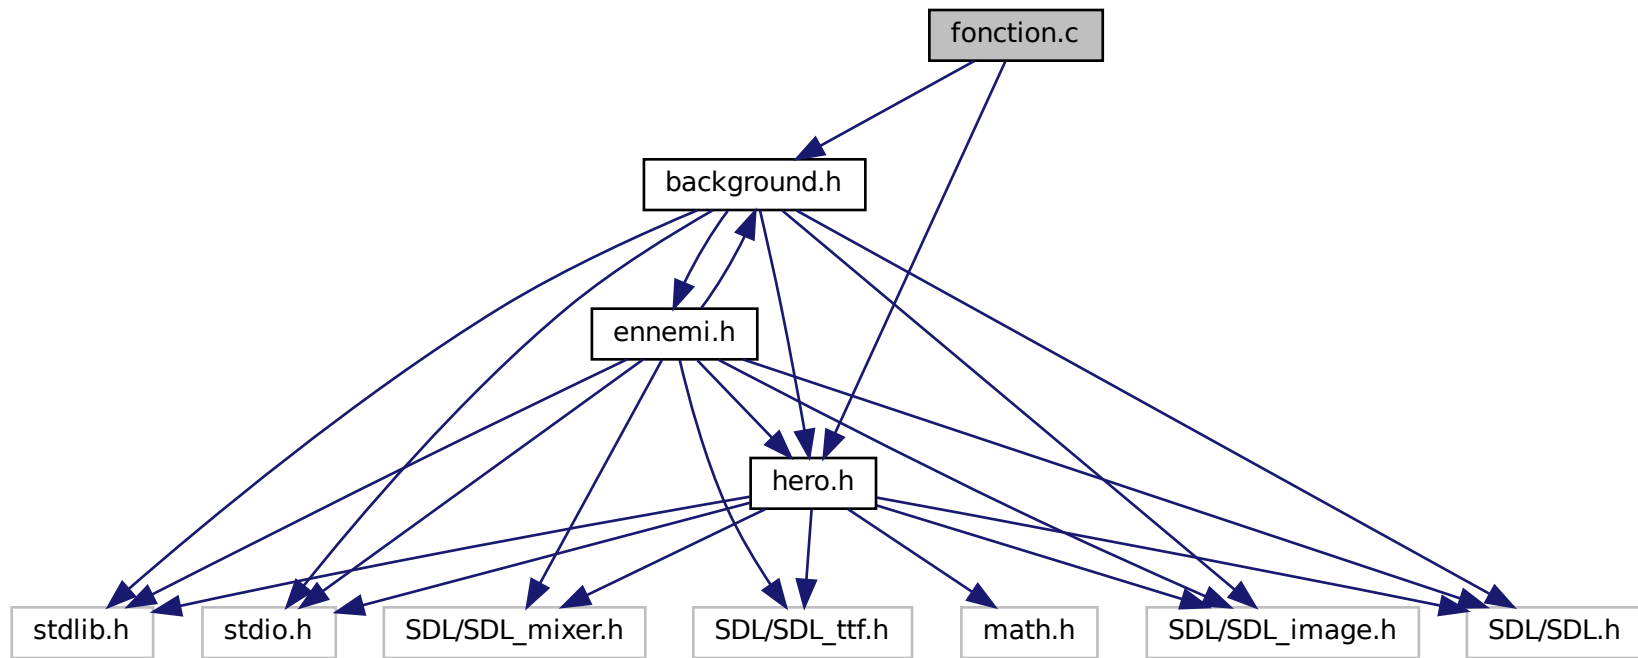 fonction.c
background.h
ennemi.h
hero.h
stdlib.h
stdio.h
SDL/SDL_mixer.h
SDL/SDL_ttf.h
math.h
SDL/SDL_image.h
SDL/SDL.h